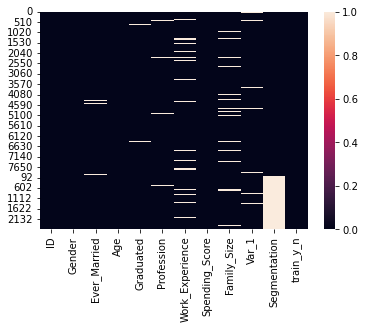 0
510
1020
1530
2040
2550
3060
3570
4080
4590
5100
5610
6120
6630
7140
7650
92
602
1112
1622
2132
ID
Gender
Ever_Married
Age
Graduated
Profession
Work_Experience
Spending_Score
Family_Size
Var_1
Segmentation
train_y_n
1.0
0.8
0.6
0.4
0.2
0.0